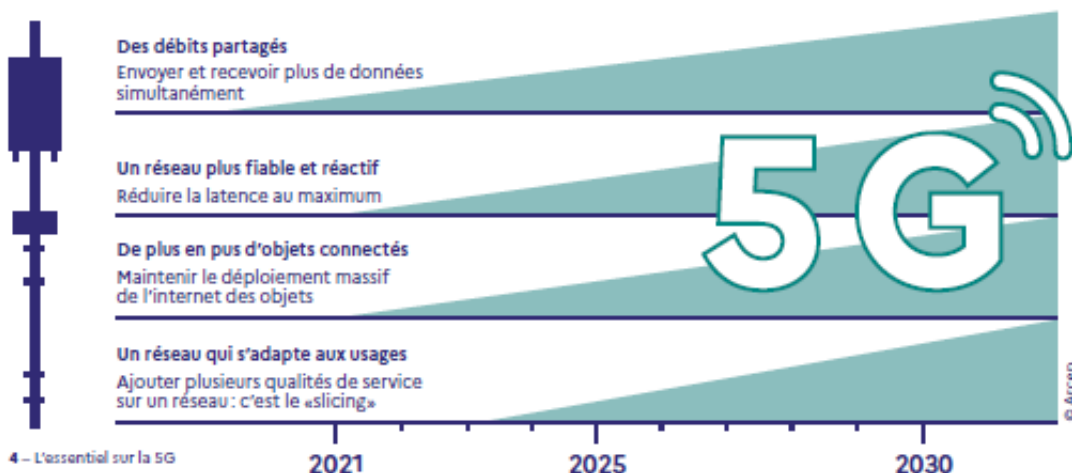 Des débits partagés
Envoyer et recevoir plus de données
simultanément
Un réseau plus fiable et réactif
Réduire la latence au maximum
De plus en pus d'objets connectés
Maintenir le déploiement massif
de l'internet des objets
Un réseau qui s'adapte aux usages
Ajouter plusieurs qualités de service
sur un réseau : c'est le «slicing»
5G
© Arcep
4 – L'essentiel sur la 5G
2021
2025
2030